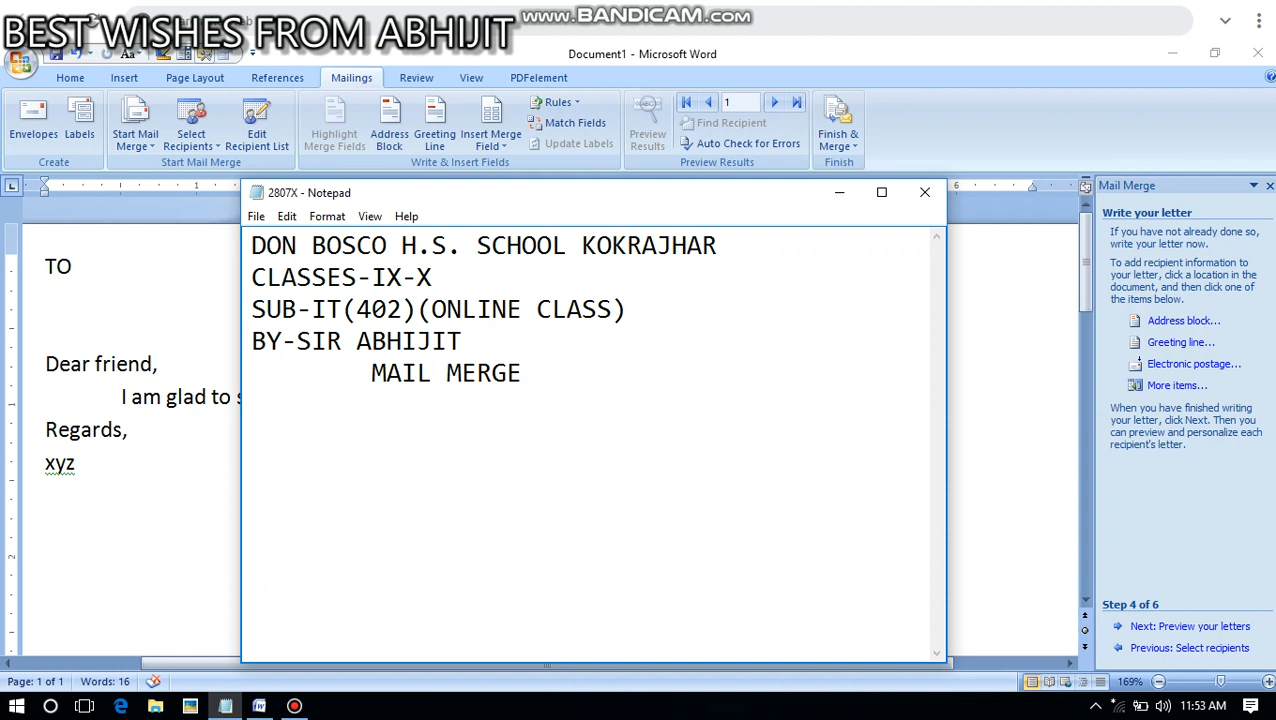 www.BANDICAM.com
BEST WISHES FROM ABHIJIT
Document1 - Microsoft Word
Home Insert Page Layout References Mailings Review View PDFelement
Envelopes Labels Start Mail Merge Select Recipients Edit Recipient List Highlight Merge Fields Address Block Greeting Line Insert Merge Field Rules Match Fields Update Labels Preview Results 1 Find Recipient Auto Check for Errors Finish & Merge
Create Start Mail Merge Write & Insert Fields Preview Results Finish
2807X - Notepad
File Edit Format View Help
DON BOSCO H.S. SCHOOL KOKRAJHAR
CLASSES-IX-X
SUB-IT(402)(ONLINE CLASS)
BY-SIR ABHIJIT
MAIL MERGE
TO
Dear friend,
I am glad to s
Regards,
xyz
Mail Merge
Write your letter
If you have not already done so,
write your letter now.
To add recipient information to
your letter, click a location in the
document, and then click one of
the items below.
Address block...
Greeting line...
Electronic postage...
More items...
When you have finished writing
your letter, click Next. Then you
can preview and personalize each
recipient's letter.
Step 4 of 6
Next: Preview your letters
Previous: Select recipients
Page: 1 of 1 Words: 16 169%
11:53 AM